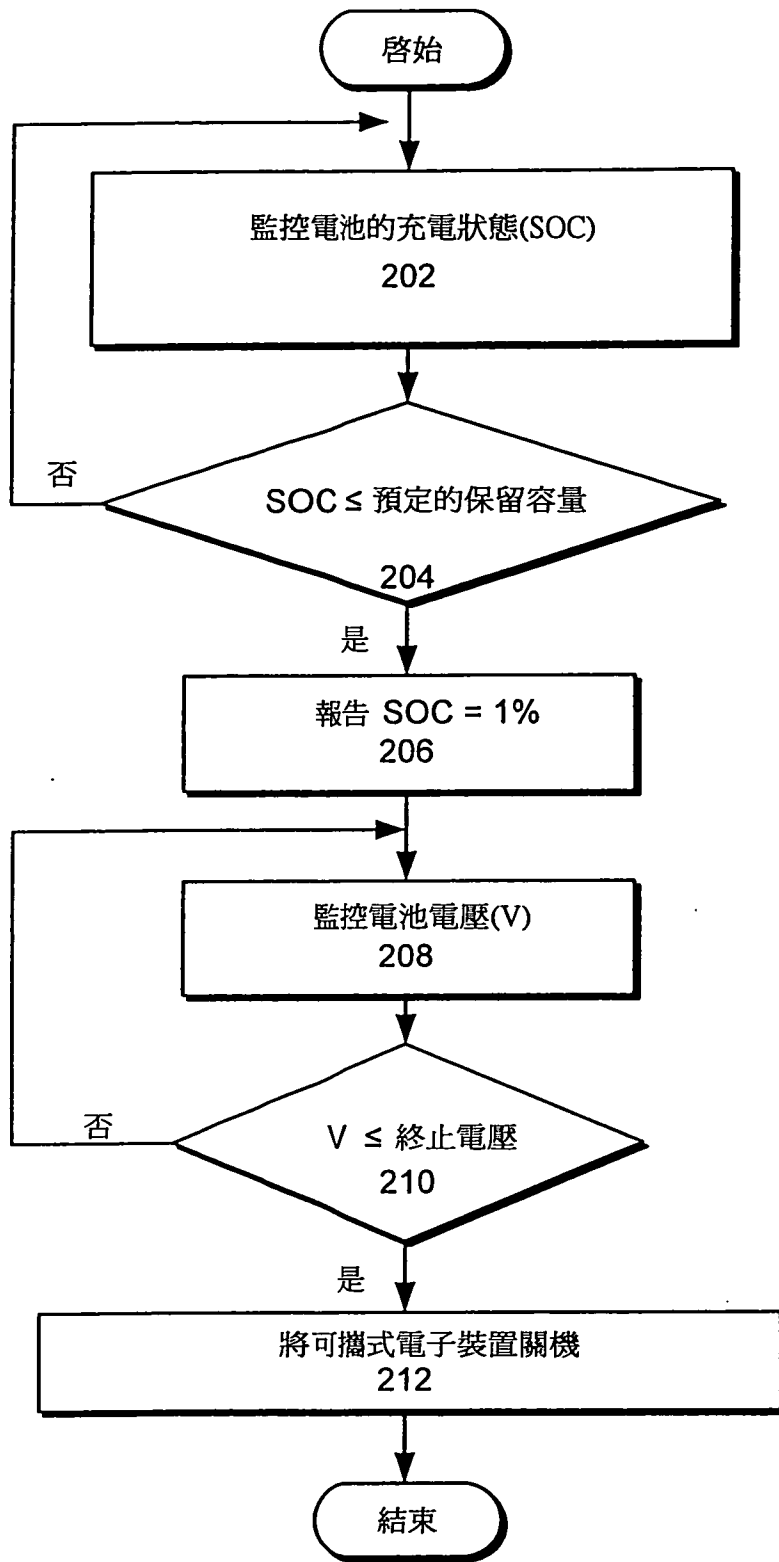 啓始
監控電池的充電狀態(SOC)
202
否
SOC ≤ 預定的保留容量
204
是
報告 SOC = 1%
206
監控電池電壓(V)
208
否
V ≤ 終止電壓
210
是
將可攜式電子裝置關機
212
結束